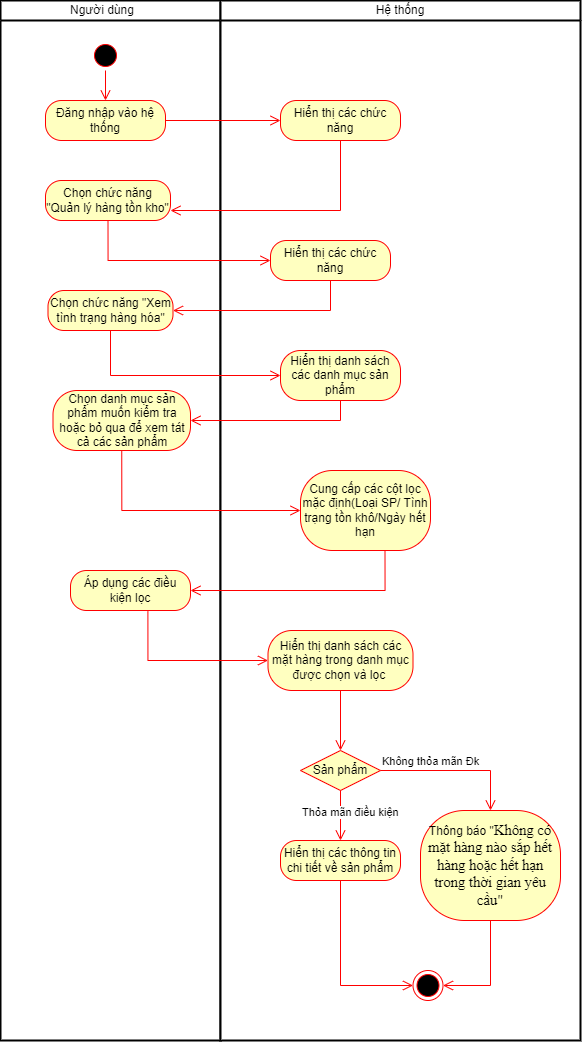 Người dùng
Hệ thống
Đăng nhập vào hệ
thống
Hiển thị các chức
năng
Chọn chức năng
"Quản lý hàng tồn kho"
Hiển thị các chức
năng
Chọn chức năng "Xem
tình trạng hàng hóa"
Hiển thị danh sách
các danh mục sản
phẩm
Chọn danh mục sản
phẩm muốn kiểm tra
hoặc bỏ qua để xem tát
cả các sản phẩm
Cung cấp các cột lọc
mặc định(Loại SP/ Tình
trạng tồn khô/Ngày hết
hạn
Áp dụng các điều
kiện lọc
Hiển thị danh sách các
mặt hàng trong danh mục
được chọn và lọc
Sản phẩm
Không thỏa mãn Đk
Thỏa mãn điều kiện
Hiển thị các thông tin
chi tiết về sản phẩm
Thông báo "Không có
mặt hàng nào sắp hết
hàng hoặc hết hạn
trong thời gian yêu
cầu"